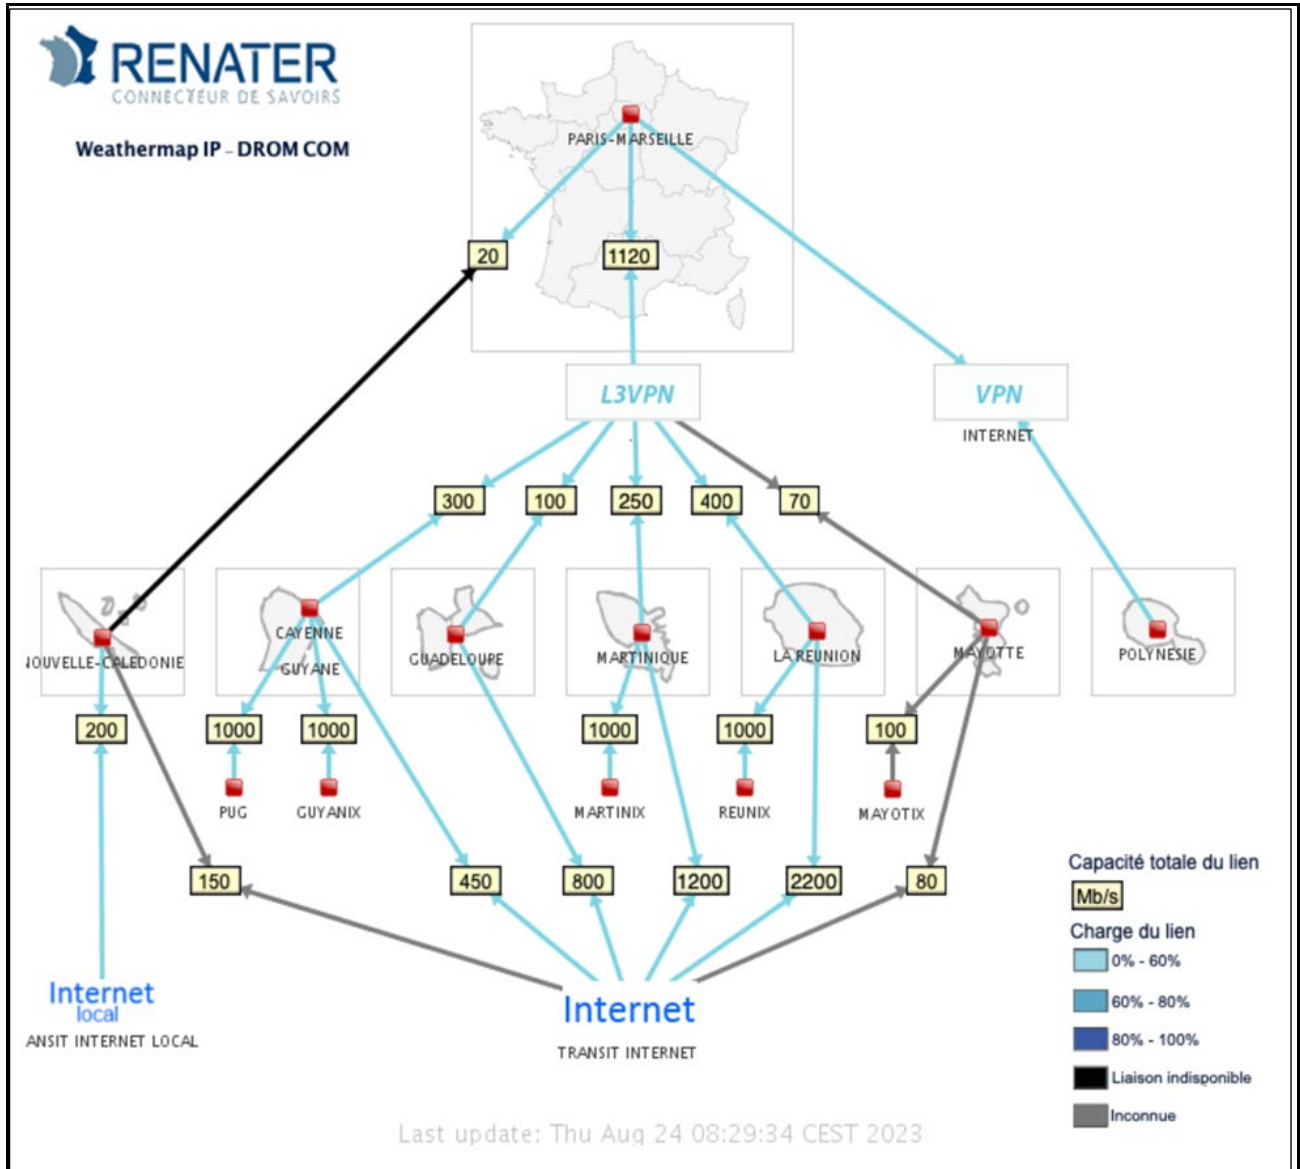 RENATER
CONNECTEUR DE SAVOIRS
Weathermap IP - DROM COM
PARIS-MARSEILLE
20
1120
L3VPN
VPN
INTERNET
300
100
250
400
70
NOUVELLE-CALEDONIE
CAYENNE
GUYANE
GUADELOUPE
MARTINIQUE
LA REUNION
MAYOTTE
POLYNESIE
200
1000
1000
1000
1000
100
PUG
GUYANIX
MARTINIX
REUNIX
MAYOTIX
150
450
800
1200
2200
80
Capacité totale du lien
Mb/s
Charge du lien
0% - 60%
60% - 80%
80% - 100%
Liaison indisponible
Inconnue
Internet
local
ANSIT INTERNET LOCAL
Internet
TRANSIT INTERNET
Last update: Thu Aug 24 08:29:34 CEST 2023